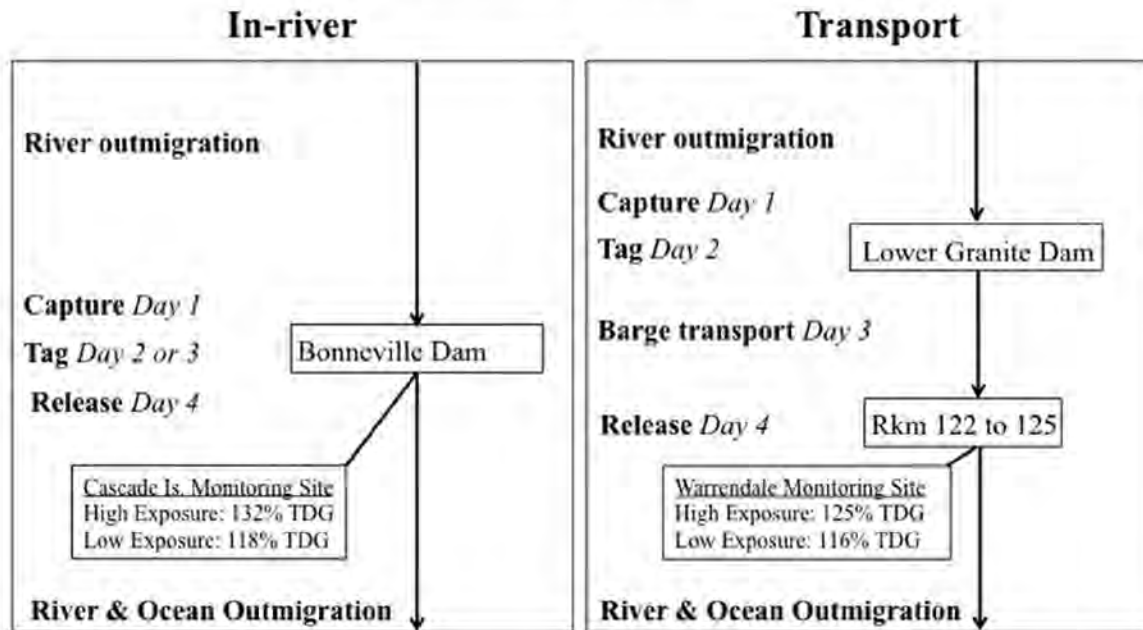 In-river
River outmigration
Capture Day 1
Tag Day 2 or 3
Bonneville Dam
Release Day 4
Cascade Is. Monitoring Site
High Exposure: 132% TDG
Low Exposure: 118% TDG
River & Ocean Outmigration
Transport
River outmigration
Capture Day 1
Tag Day 2
Lower Granite Dam
Barge transport Day 3
Release Day 4
Rkm 122 to 125
Warrendale Monitoring Site
High Exposure: 125% TDG
Low Exposure: 116% TDG
River & Ocean Outmigration